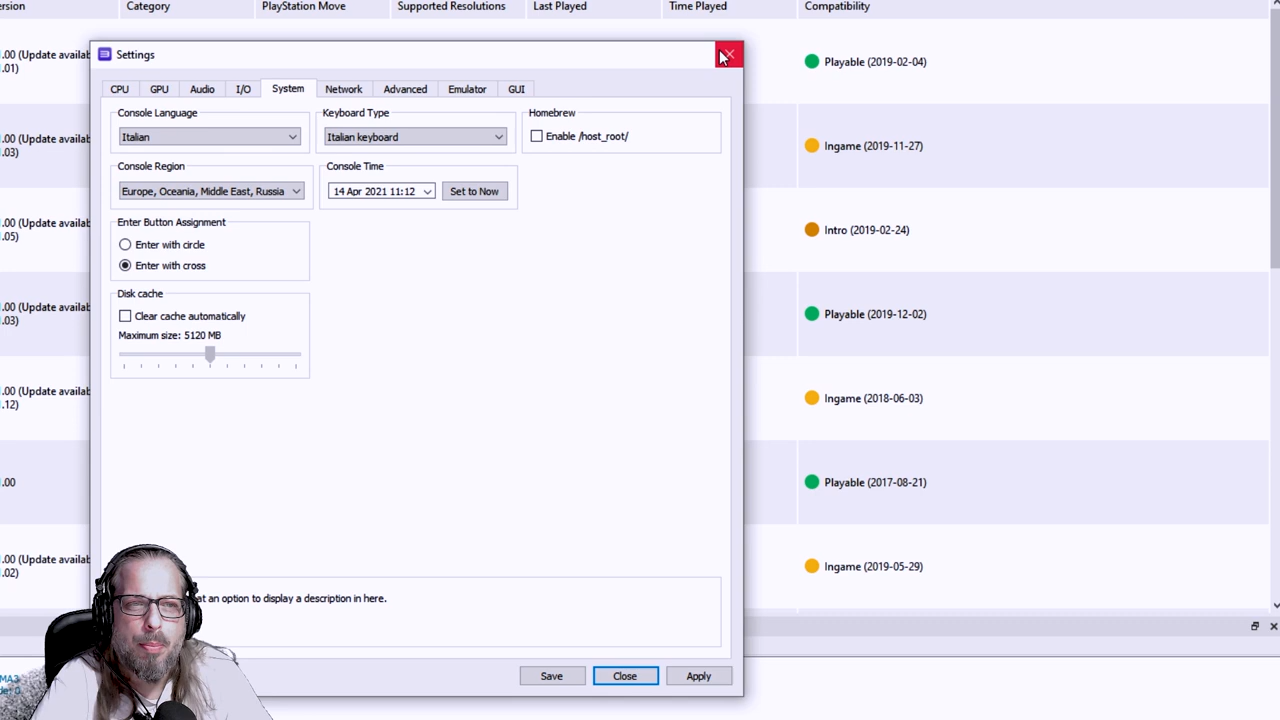 ersion Category PlayStation Move Supported Resolutions Last Played Time Played Compatibility
Settings
CPU GPU Audio I/O System Network Advanced Emulator GUI
Console Language
Italian
Keyboard Type
Italian keyboard
Homebrew
Enable /host_root/
Console Region
Europe, Oceania, Middle East, Russia
Console Time
14 Apr 2021 11:12 Set to Now
Enter Button Assignment
Enter with circle
Enter with cross
Disk cache
Clear cache automatically
Maximum size: 5120 MB
at an option to display a description in here.
Save Close Apply
.00 (Update availab
.01)
Playable (2019-02-04)
.00 (Update availab
.03)
Ingame (2019-11-27)
.00 (Update availab
.05)
Intro (2019-02-24)
.00 (Update availab
.03)
Playable (2019-12-02)
.00 (Update availab
.12)
Ingame (2018-06-03)
.00
Playable (2017-08-21)
.00 (Update availab
.02)
Ingame (2019-05-29)